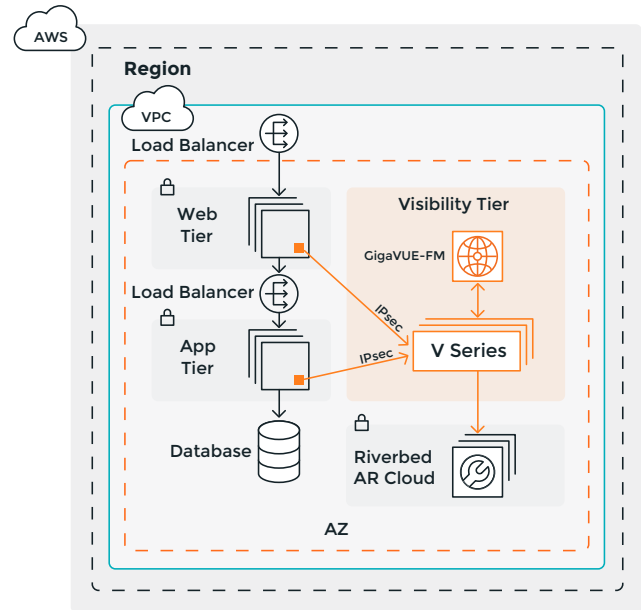 AWS
Region
VPC
Load Balancer
Web
Tier
Visibility Tier
GigaVUE-FM
Load Balancer
IPsec
App
Tier
IPsec
V Series
Database
Riverbed
AR Cloud
AZ